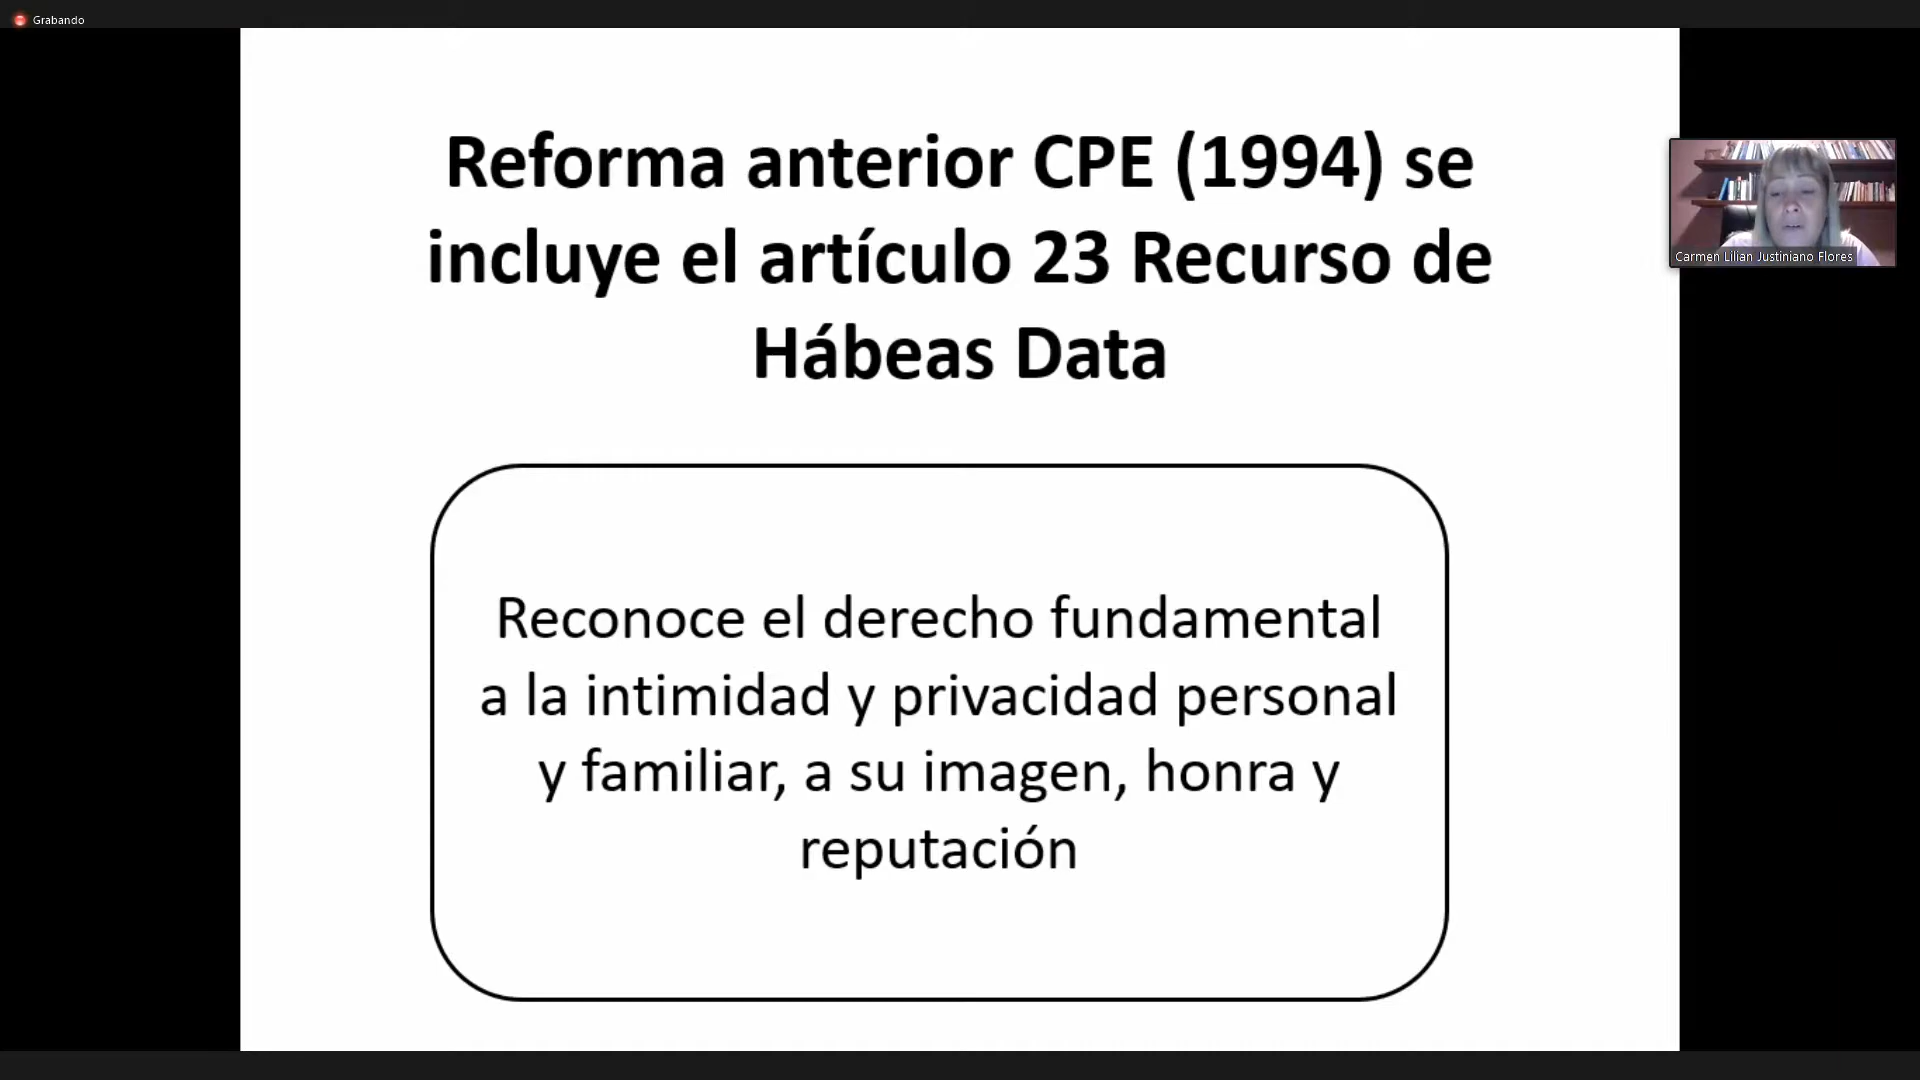 Grabando
Reforma anterior CPE (1994) se
incluye el artículo 23 Recurso de
Hábeas Data
Carmen Lilian Justiniano Flores
Reconoce el derecho fundamental
a la intimidad y privacidad personal
y familiar, a su imagen, honra y
reputación